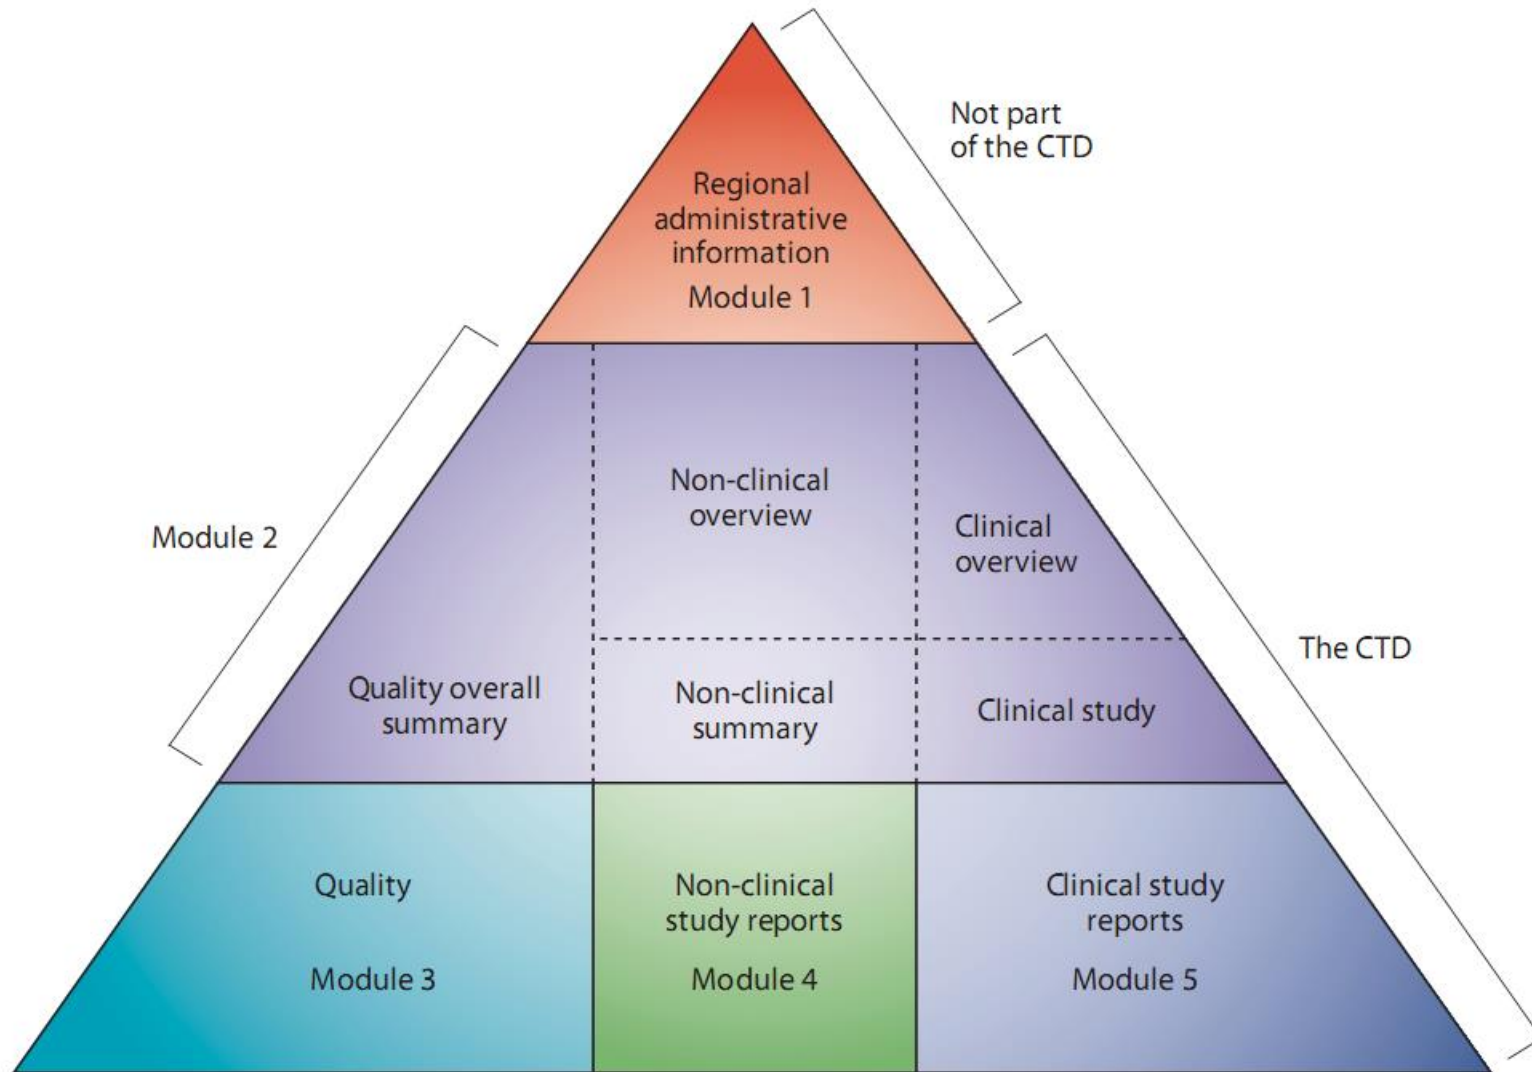 Not part
of the CTD
Regional
administrative
information
Module 1
Module 2
Non-clinical
overview
Clinical
overview
The CTD
Quality overall
summary
Non-clinical
summary
Clinical study
Quality
Module 3
Non-clinical
study reports
Module 4
Clinical study
reports
Module 5